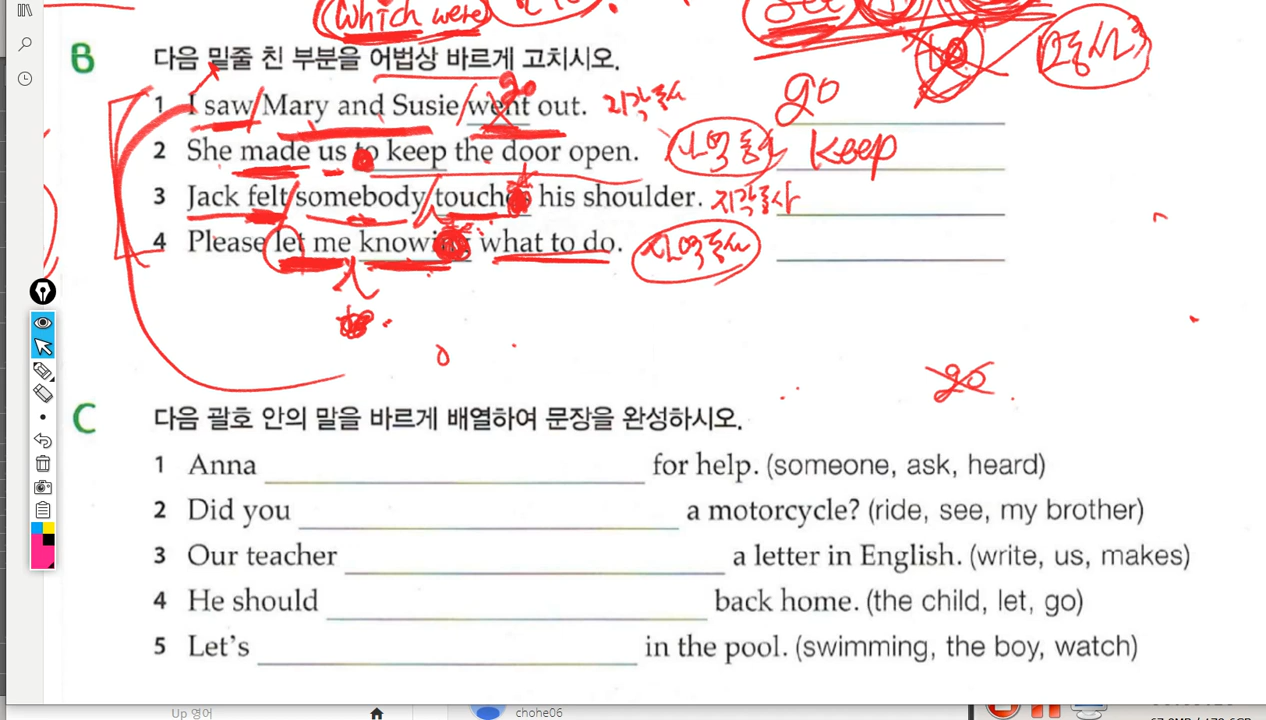 (Which were)
B 다음 밑줄 친 부분을 어법상 바르게 고치시오.
go
1 I saw/Mary and Susie/went out. 지각동사 go
2 She made us to keep the door open. 사역동사 keep
3 Jack felt/somebody/touches his shoulder. 지각동사
4 Please let me knowing what to do. 사역동사
go
C 다음 괄호 안의 말을 바르게 배열하여 문장을 완성하시오.
1 Anna for help. (someone, ask, heard)
2 Did you a motorcycle? (ride, see, my brother)
3 Our teacher a letter in English. (write, us, makes)
4 He should back home. (the child, let, go)
5 Let's in the pool. (swimming, the boy, watch)
Up 영어 chohe06